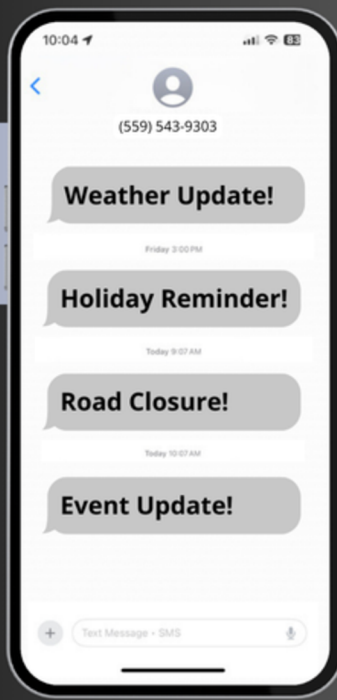 10:04
83
(559) 543-9303
Weather Update!
Friday 3:00 PM
Holiday Reminder!
Today 9:07 AM
Road Closure!
Today 10:07 AM
Event Update!
+
Text Message • SMS